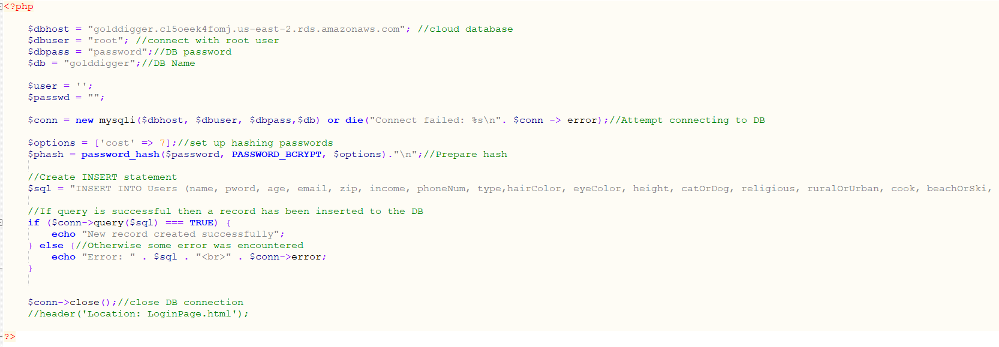 <?php
$dbhost = "golddigger.cl5oeek4fomj.us-east-2.rds.amazonaws.com"; //cloud database
$dbuser = "root"; //connect with root user
$dbpass = "password";//DB password
$db = "golddigger";//DB Name
$user = '';
$passwd = "";
$conn = new mysqli($dbhost, $dbuser, $dbpass,$db) or die("Connect failed: %s\n". $conn -> error);//Attempt connecting to DB
$options = ['cost' => 7];//set up hashing passwords
$phash = password_hash($password, PASSWORD_BCRYPT, $options)."\n";//Prepare hash
//Create INSERT statement
$sql = "INSERT INTO Users (name, pword, age, email, zip, income, phoneNum, type,hairColor, eyeColor, height, catOrDog, religious, ruralOrUrban, cook, beachOrSki,
//If query is successful then a record has been inserted to the DB
if ($conn->query($sql) === TRUE) {
echo "New record created successfully";
} else {//Otherwise some error was encountered
echo "Error: " . $sql . "<br>" . $conn->error;
}
$conn->close();//close DB connection
//header('Location: LoginPage.html');
?>